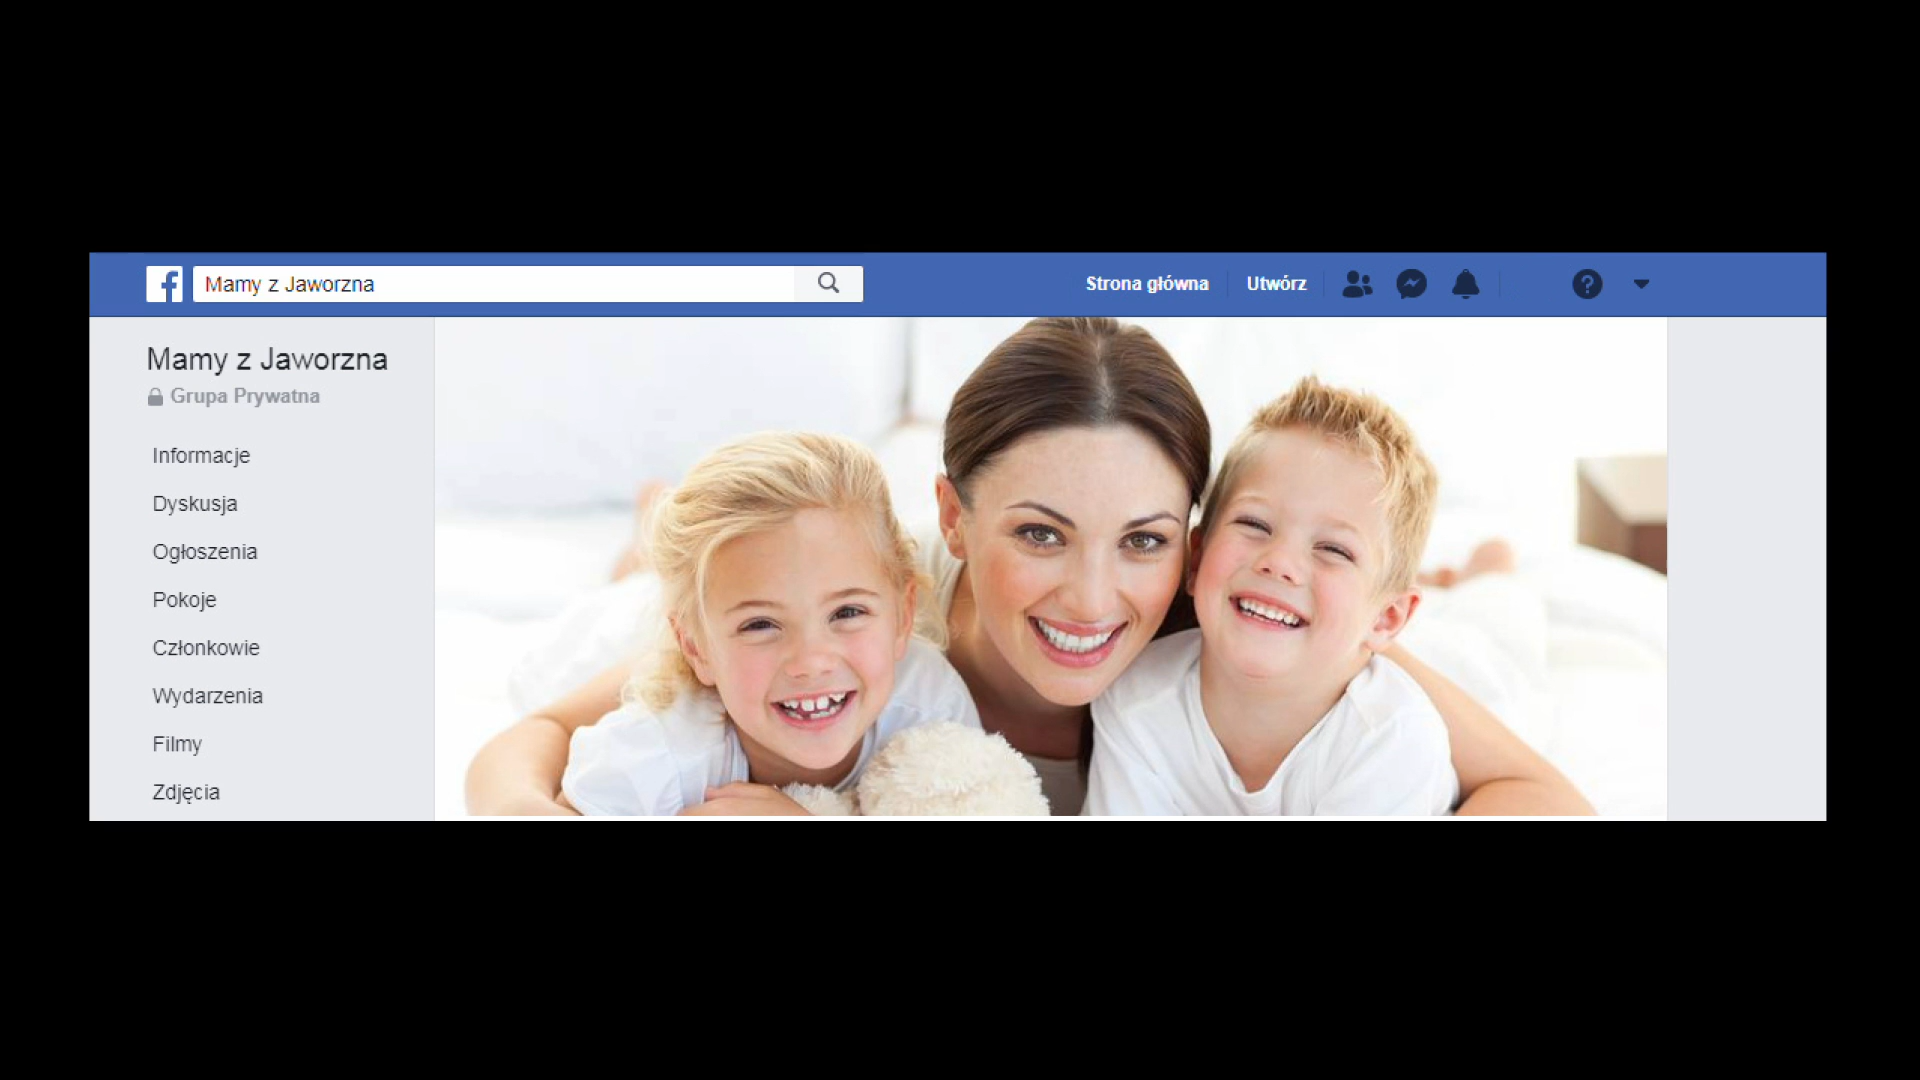 Mamy z Jaworzna
Strona główna
Utwórz
Mamy z Jaworzna
Grupa Prywatna
Informacje
Dyskusja
Ogłoszenia
Pokoje
Członkowie
Wydarzenia
Filmy
Zdjęcia